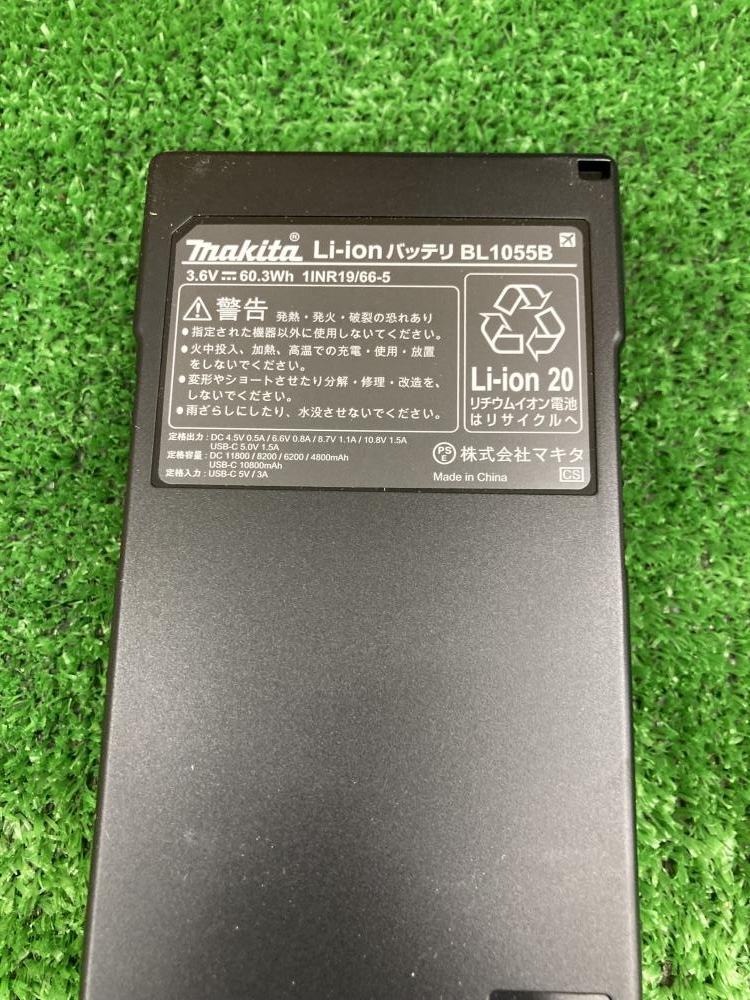 makita® Li-ion バッテリ BL1055B
3.6V⎓60.3Wh 1INR19/66-5
警告 発熱・発火・破裂の恐れあり
●指定された機器以外に使用しないでください。
●火中投入、加熱、高温での充電・使用・放置
をしないでください。
●変形やショートさせたり分解・修理・改造を、
しないでください。
●雨ざらしにしたり、水没させないでください。
Li-ion 20
リチウムイオン電池
はリサイクルへ
定格出力 : DC 4.5V 0.5A / 6.6V 0.8A / 8.7V 1.1A / 10.8V 1.5A
USB-C 5.0V 1.5A
定格容量 : DC 11800 / 8200 / 6200 / 4800mAh
USB-C 10800mAh
定格入力 : USB-C 5V / 3A
PS
E 株式会社マキタ
Made in China CS